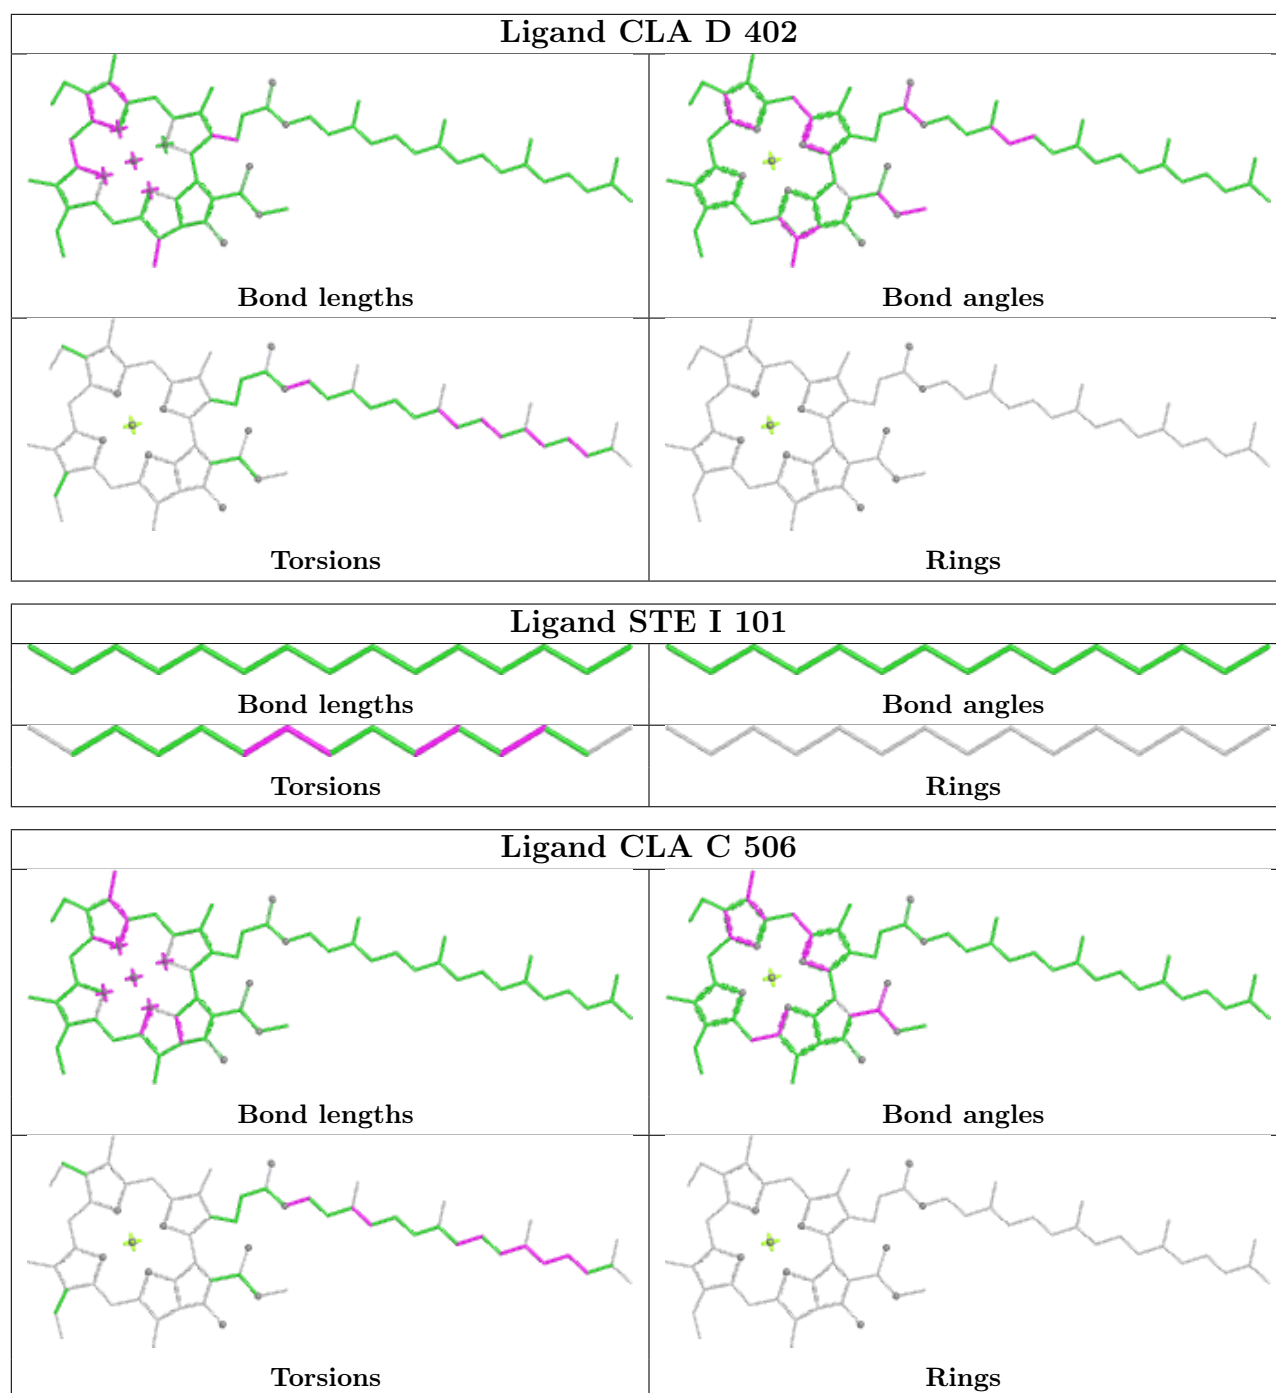 Ligand CLA D 402
Bond lengths
Bond angles
Torsions
Rings
Ligand STE I 101
Bond lengths
Bond angles
Torsions
Rings
Ligand CLA C 506
Bond lengths
Bond angles
Torsions
Rings